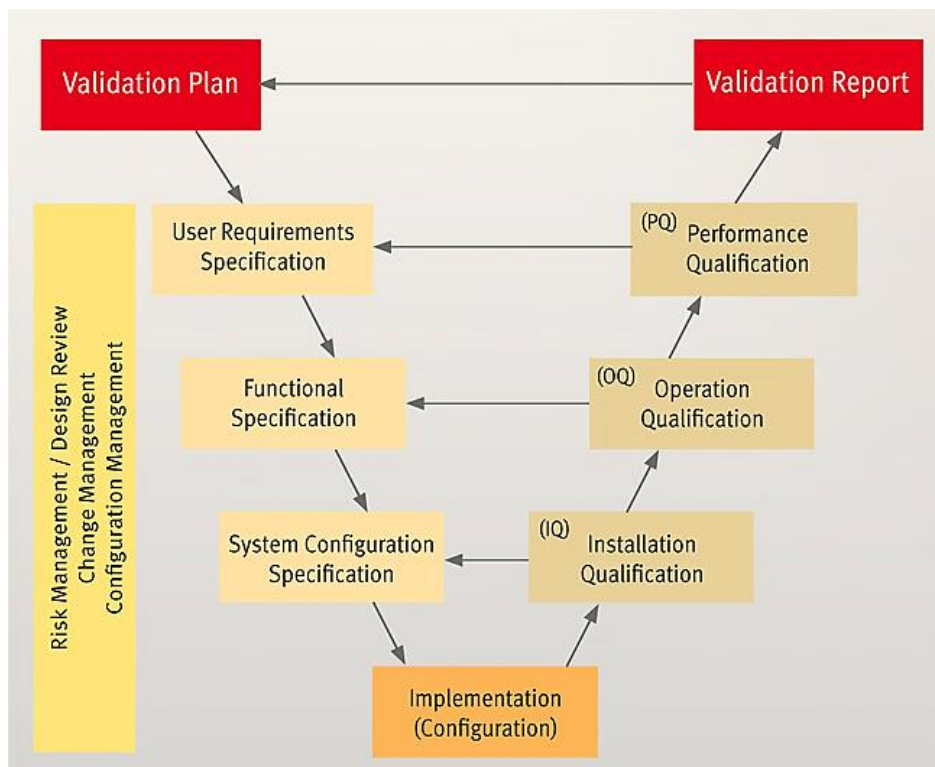 Validation Plan
Validation Report
User Requirements
Specification
(PQ)
Performance
Qualification
Functional
Specification
(OQ)
Operation
Qualification
System Configuration
Specification
(IQ)
Installation
Qualification
Implementation
(Configuration)
Risk Management / Design Review
Change Management
Configuration Management